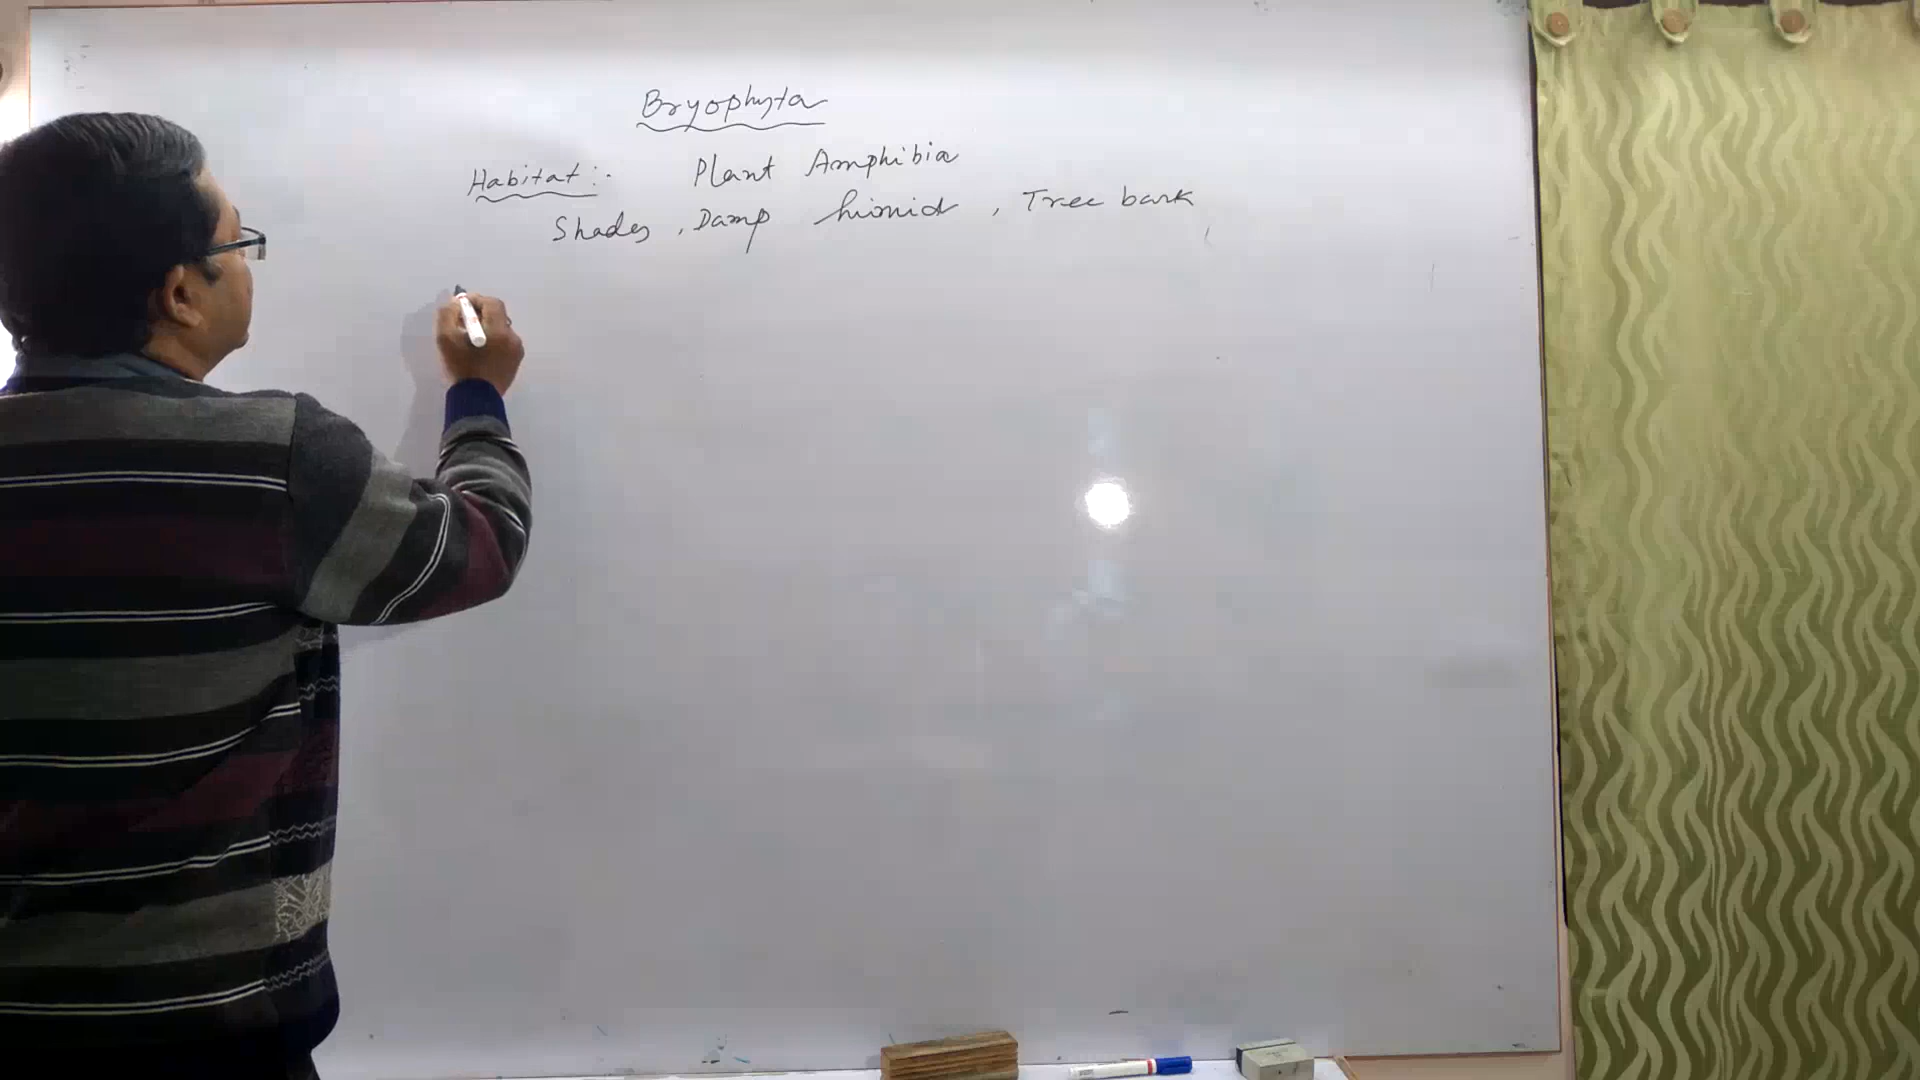 Bryophyta
Habitat :- Plant Amphibia
Shades, Damp humid, Tree bark